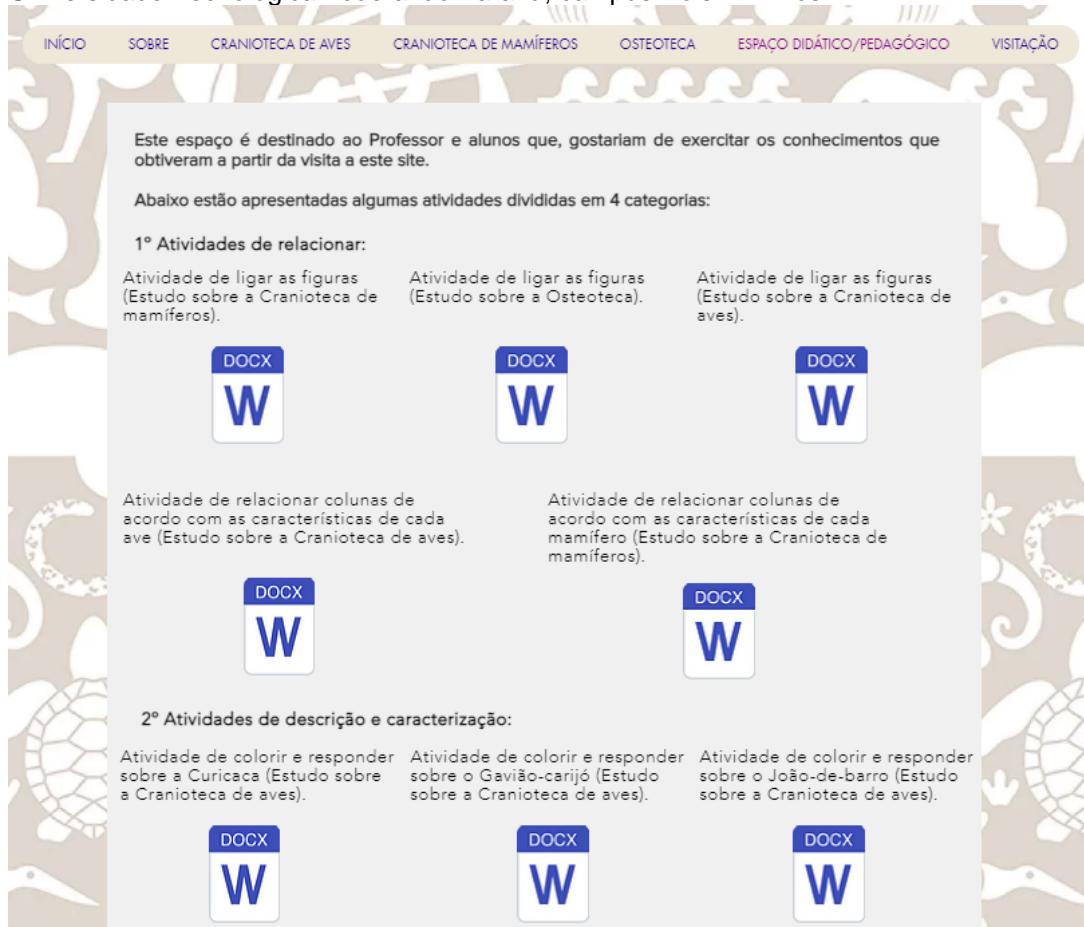 INÍCIO SOBRE CRANIOTECA DE AVES CRANIOTECA DE MAMÍFEROS OSTEOTECA ESPAÇO DIDÁTICO/PEDAGÓGICO VISITAÇÃO
Este espaço é destinado ao Professor e alunos que, gostariam de exercitar os conhecimentos que
obtiveram a partir da visita a este site.
Abaixo estão apresentadas algumas atividades divididas em 4 categorias:
1º Atividades de relacionar:
Atividade de ligar as figuras
(Estudo sobre a Cranioteca de
mamíferos).
Atividade de ligar as figuras
(Estudo sobre a Osteoteca).
Atividade de ligar as figuras
(Estudo sobre a Cranioteca de
aves).
DOCX
W
DOCX
W
DOCX
W
Atividade de relacionar colunas de
acordo com as características de cada
ave (Estudo sobre a Cranioteca de aves).
Atividade de relacionar colunas de
acordo com as características de cada
mamífero (Estudo sobre a Cranioteca de
mamíferos).
DOCX
W
DOCX
W
2º Atividades de descrição e caracterização:
Atividade de colorir e responder
sobre a Curicaca (Estudo sobre
a Cranioteca de aves).
Atividade de colorir e responder
sobre o Gavião-carijó (Estudo
sobre a Cranioteca de aves).
Atividade de colorir e responder
sobre o João-de-barro (Estudo
sobre a Cranioteca de aves).
DOCX
W
DOCX
W
DOCX
W